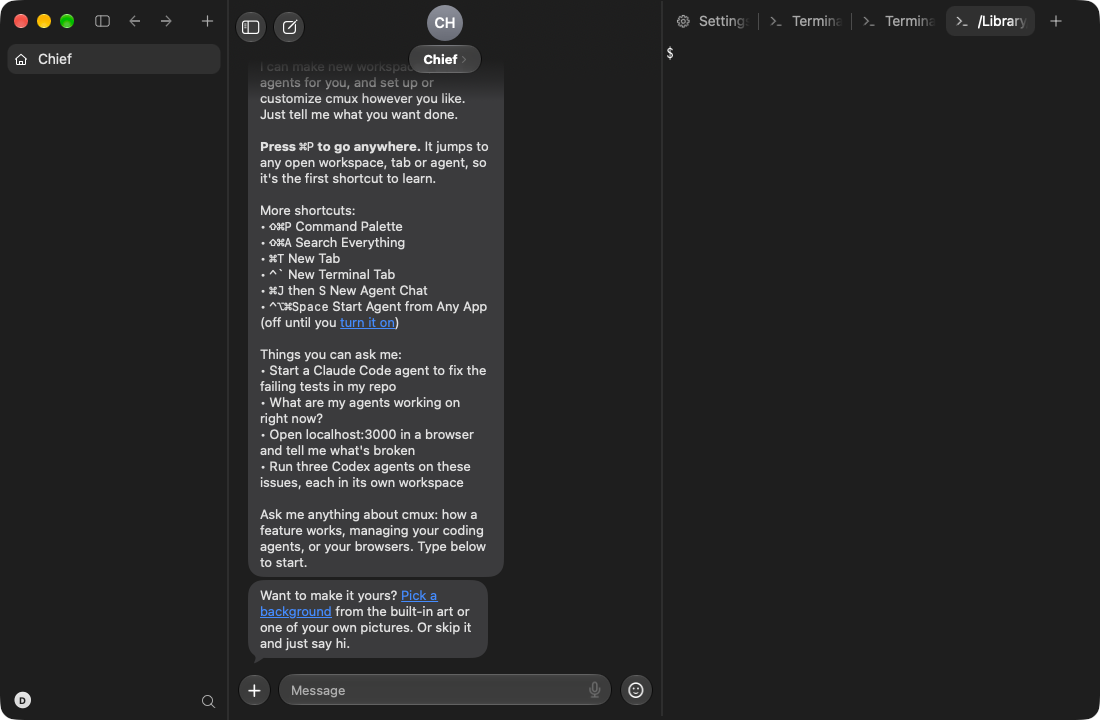 CH
Settings
Termina
Termina
/Library
Chief
Chief
$
I can make new workspac
agents for you, and set up or
customize cmux however you like.
Just tell me what you want done.
Press ⌘P to go anywhere. It jumps to
any open workspace, tab or agent, so
it's the first shortcut to learn.
More shortcuts:
• ⇧⌘P Command Palette
• ⇧⌘A Search Everything
• ⌘T New Tab
• ^` New Terminal Tab
• ⌘J then S New Agent Chat
• ^⌥⌘Space Start Agent from Any App
(off until you turn it on)
Things you can ask me:
• Start a Claude Code agent to fix the
failing tests in my repo
• What are my agents working on
right now?
• Open localhost:3000 in a browser
and tell me what's broken
• Run three Codex agents on these
issues, each in its own workspace
Ask me anything about cmux: how a
feature works, managing your coding
agents, or your browsers. Type below
to start.
Want to make it yours? Pick a
background from the built-in art or
one of your own pictures. Or skip it
and just say hi.
Message
D